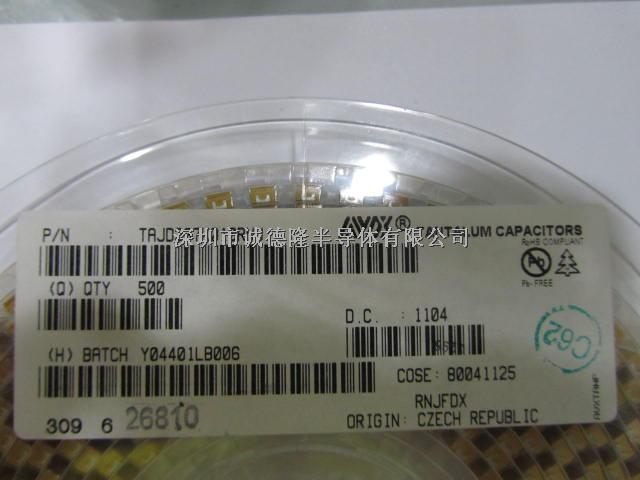 P/N :
AVX® TANTALUM CAPACITORS
深圳市诚德隆半导体有限公司
RoHS COMPLIANT
(Q) QTY 500
Pb
Pb-FREE
D.C. : 1104
C62
(H) BATCH Y04401LB006
COSE: 80041125
RNJFDX
309 6 26810
ORIGIN: CZECH REPUBLIC